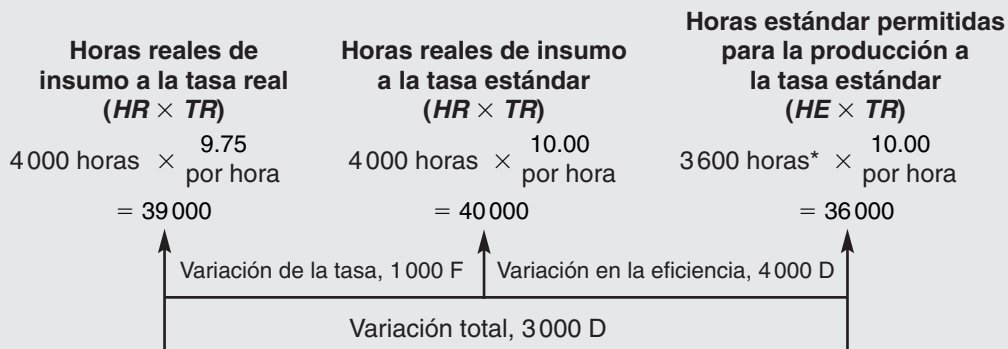 Horas reales de
insumo a la tasa real
(HR × TR)
4 000 horas × 9.75
por hora
= 39 000
Horas reales de insumo
a la tasa estándar
(HR × TR)
4 000 horas × 10.00
por hora
= 40 000
Horas estándar permitidas
para la producción a
la tasa estándar
(HE × TR)
3 600 horas* × 10.00
por hora
= 36 000
Variación de la tasa, 1 000 F
Variación en la eficiencia, 4 000 D
Variación total, 3 000 D